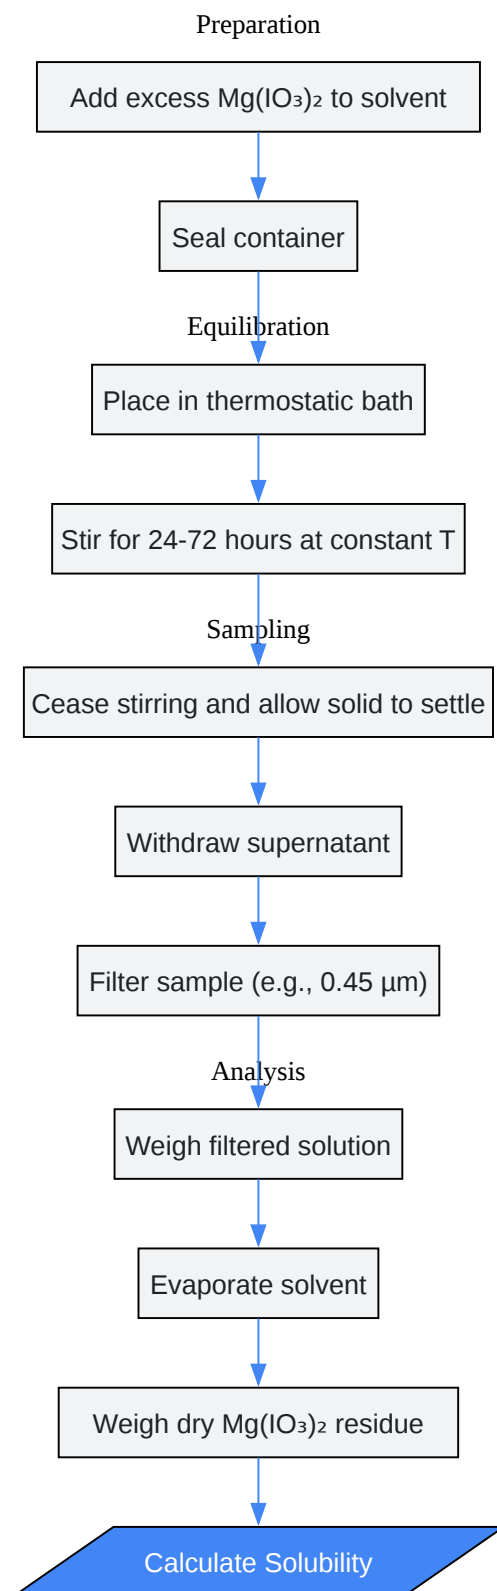 Preparation
Add excess Mg(IO₃)₂ to solvent
Seal container
Equilibration
Place in thermostatic bath
Stir for 24-72 hours at constant T
Sampling
Cease stirring and allow solid to settle
Withdraw supernatant
Filter sample (e.g., 0.45 µm)
Analysis
Weigh filtered solution
Evaporate solvent
Weigh dry Mg(IO₃)₂ residue
Calculate Solubility